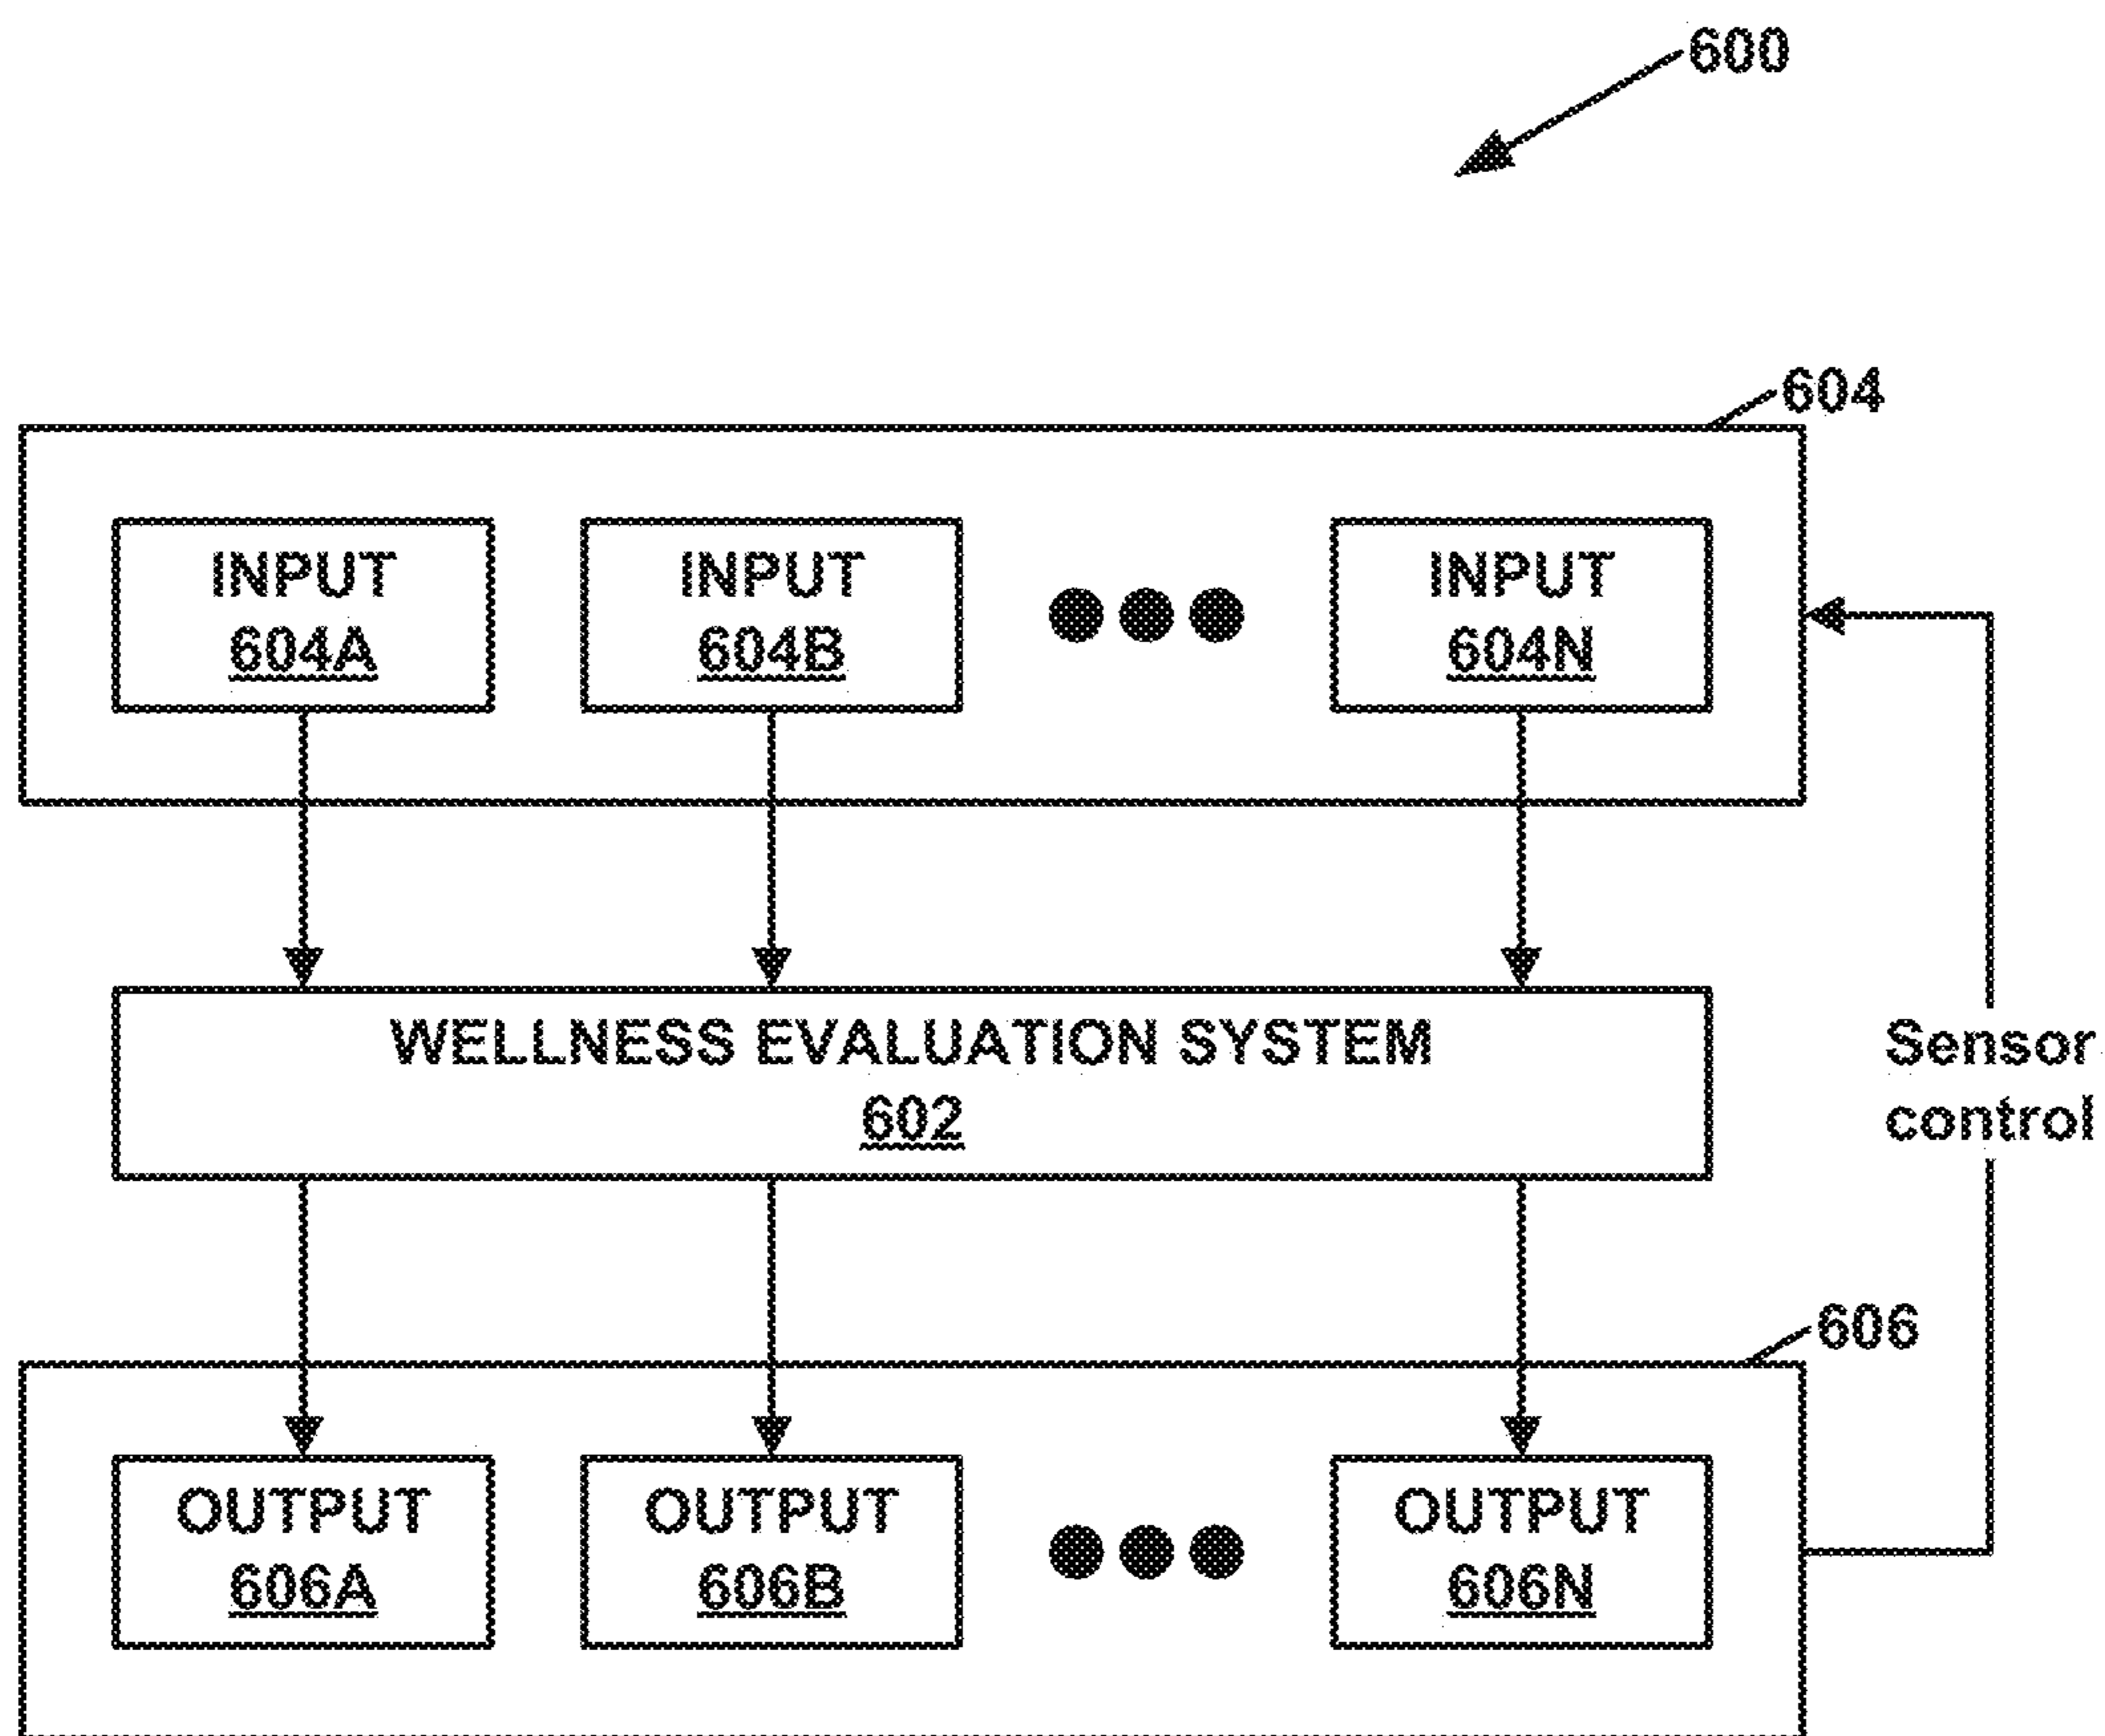 600
604
INPUT
604A
INPUT
604B
INPUT
604N
WELLNESS EVALUATION SYSTEM
602
Sensor
control
606
OUTPUT
606A
OUTPUT
606B
OUTPUT
606N